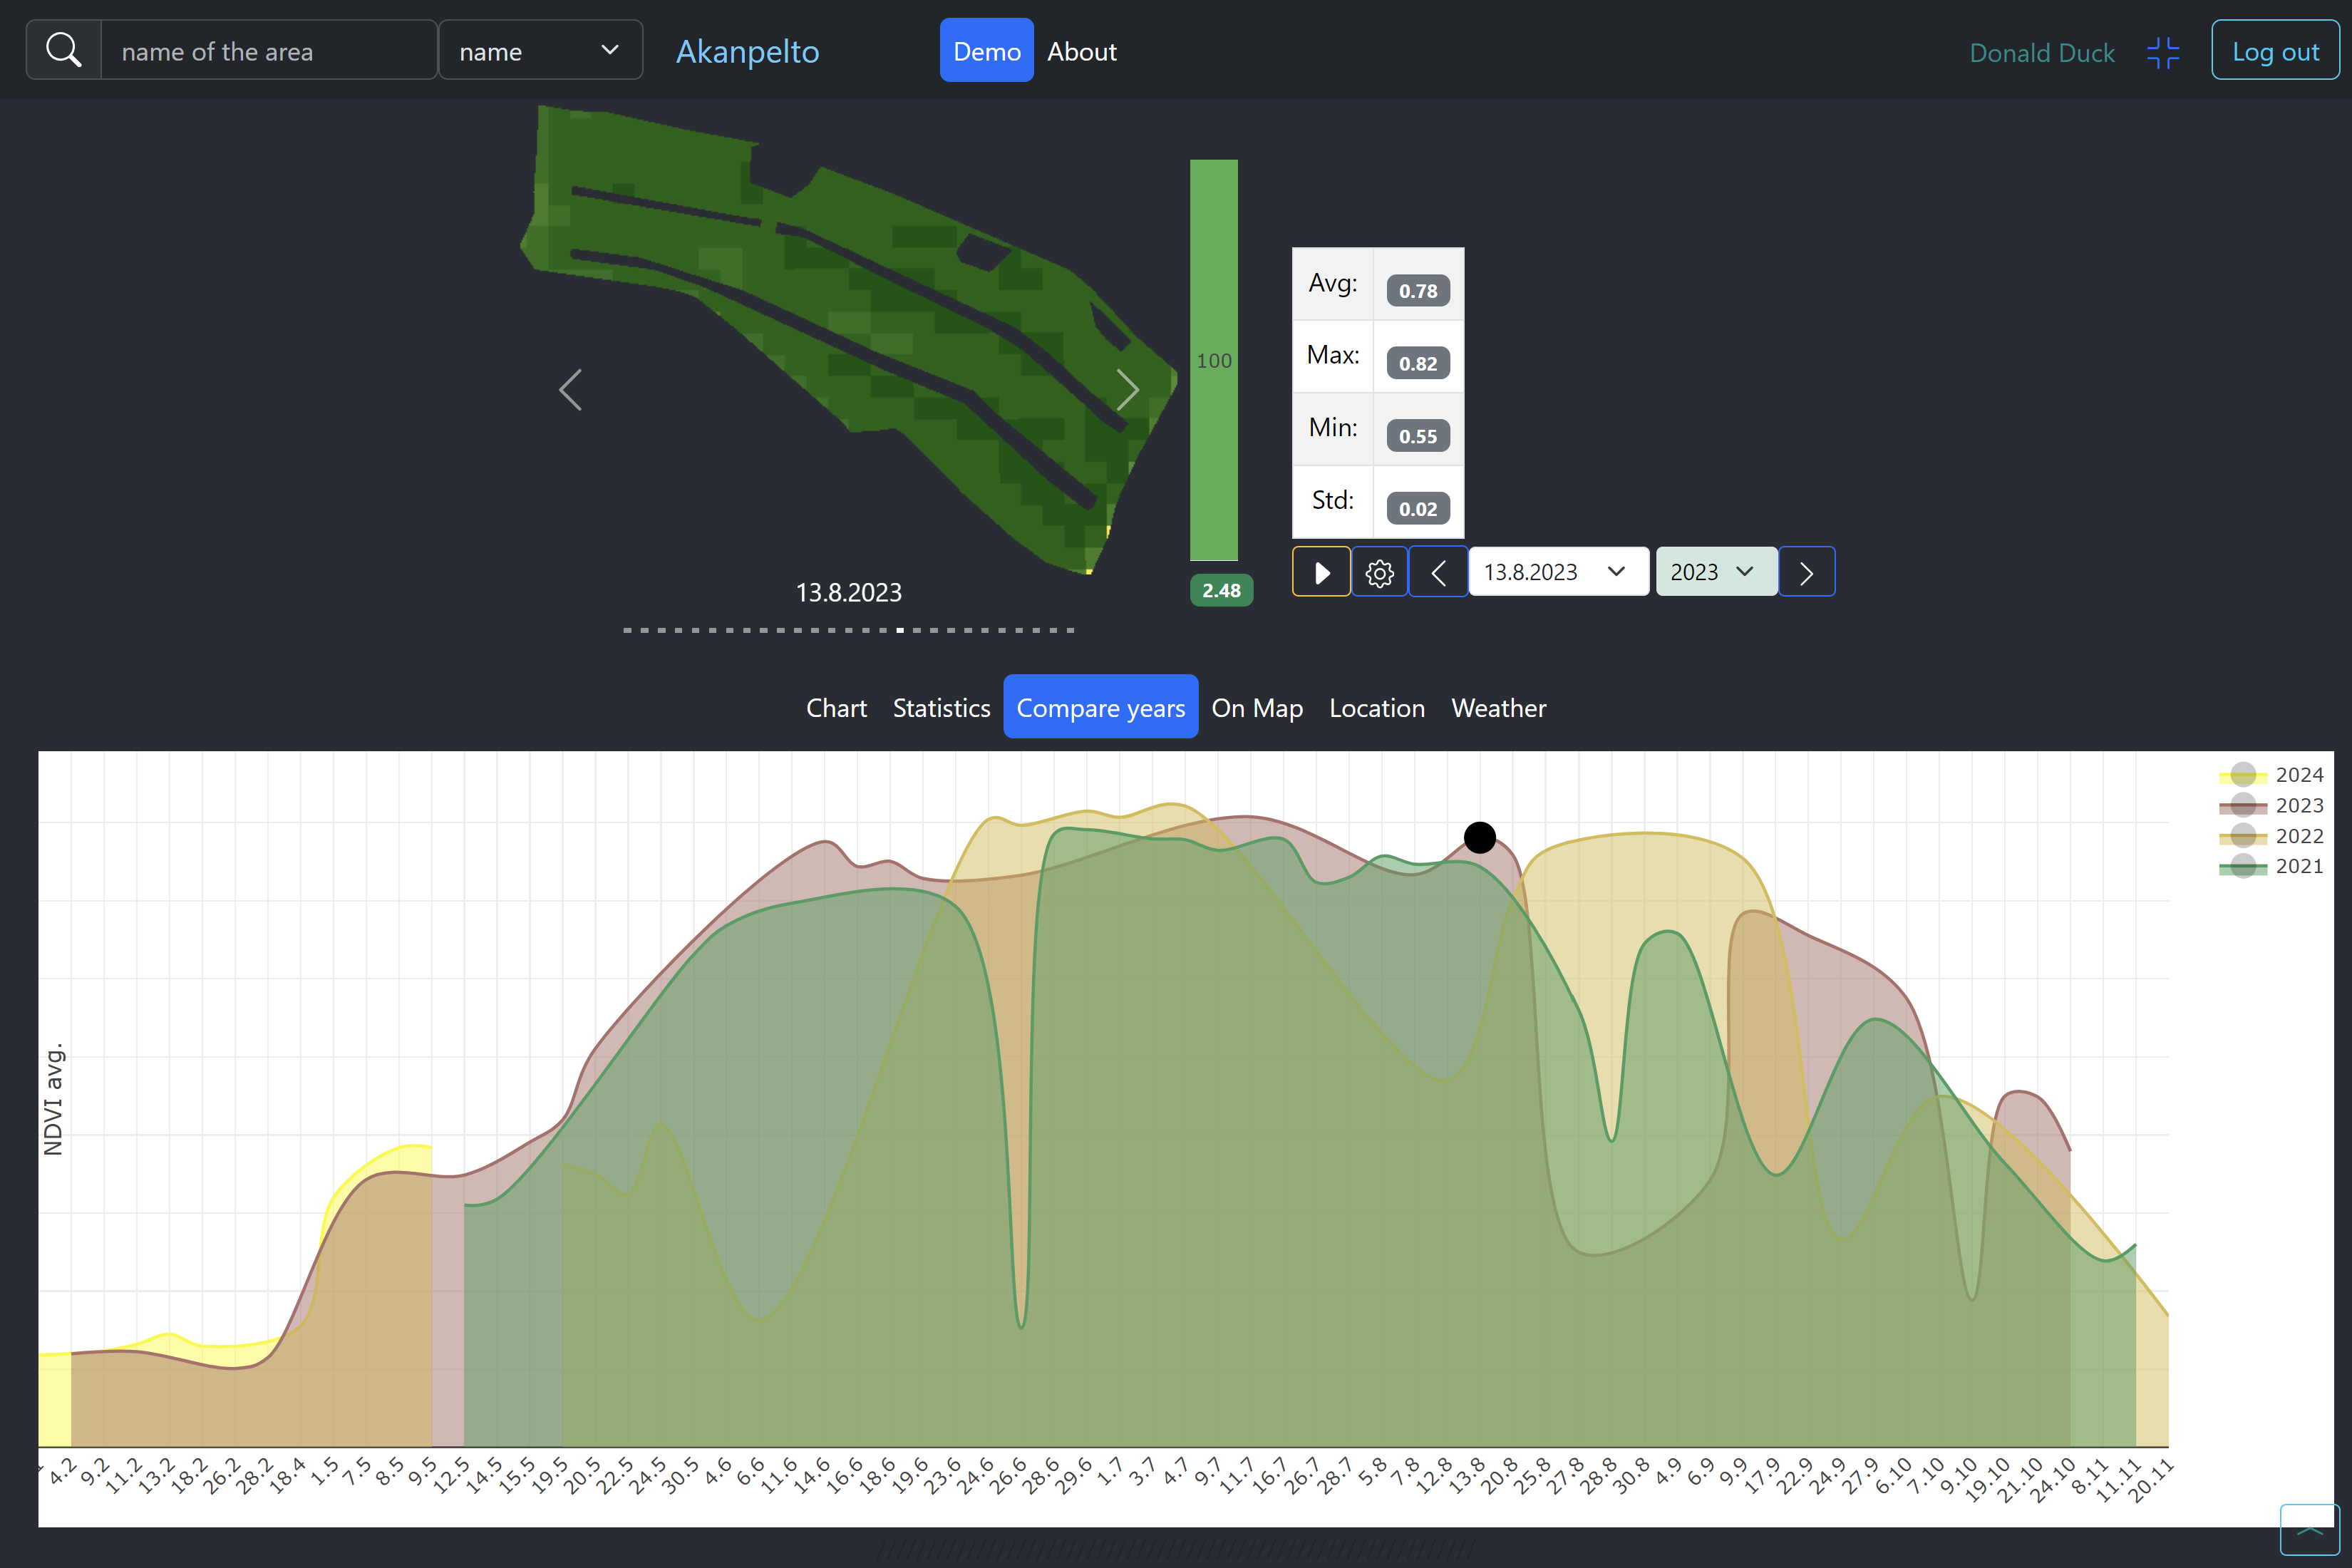 name of the area name Akanpelto Demo About Donald Duck Log out
100
Avg: 0.78
Max: 0.82
Min: 0.55
Std: 0.02
13.8.2023 2023
13.8.2023
2.48
Chart Statistics Compare years On Map Location Weather
2024
2023
2022
2021
NDVI avg.
4.2 9.2 11.2 13.2 18.2 26.2 28.2 18.4 1.5 7.5 8.5 9.5 12.5 14.5 15.5 19.5 20.5 22.5 24.5 30.5 4.6 6.6 11.6 14.6 16.6 18.6 19.6 23.6 24.6 26.6 28.6 29.6 1.7 3.7 4.7 9.7 11.7 16.7 26.7 28.7 5.8 7.8 12.8 13.8 20.8 25.8 27.8 28.8 30.8 4.9 6.9 9.9 17.9 22.9 24.9 27.9 6.10 7.10 9.10 19.10 21.10 24.10 8.11 11.11 20.11